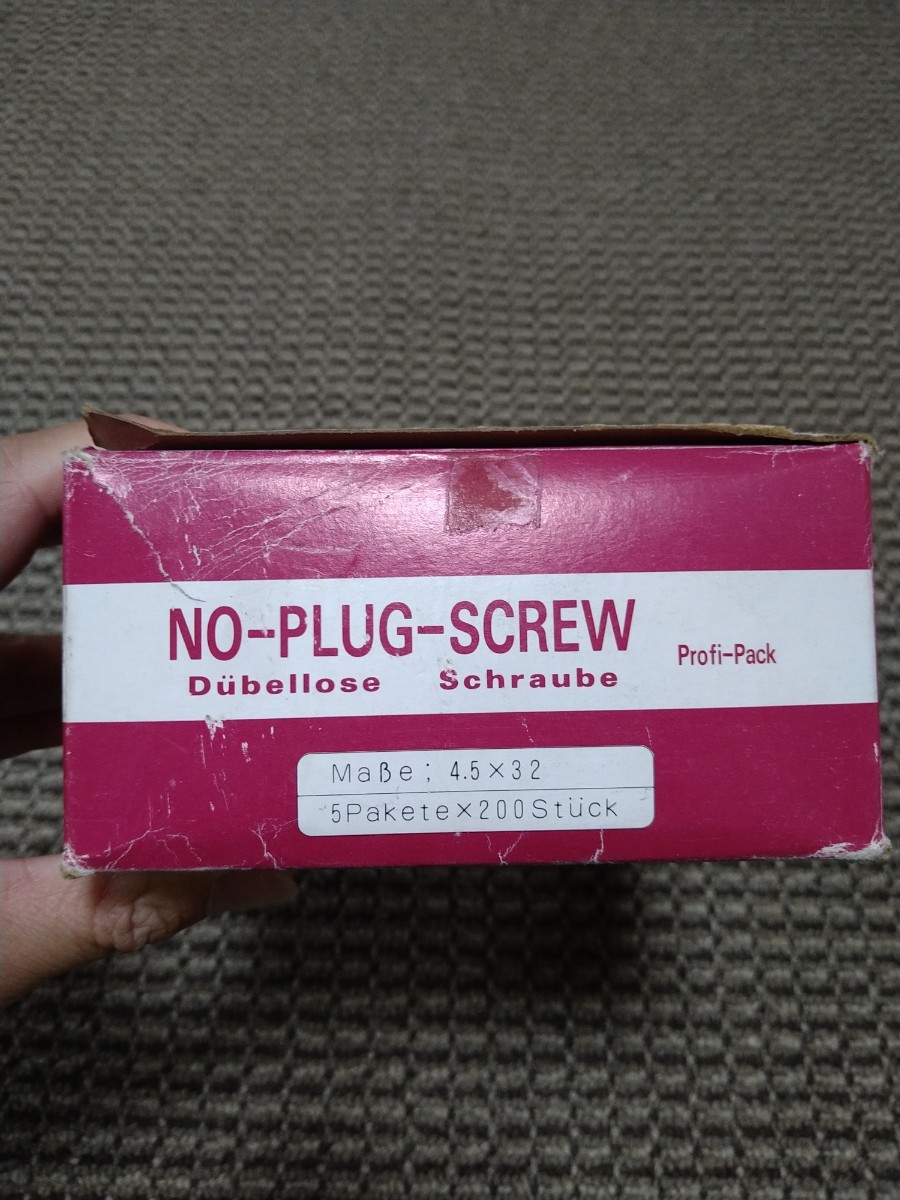 NO-PLUG-SCREW
Profi-Pack
Dübellose Schraube
Maße; 4.5×32
5Pakete×200Stück